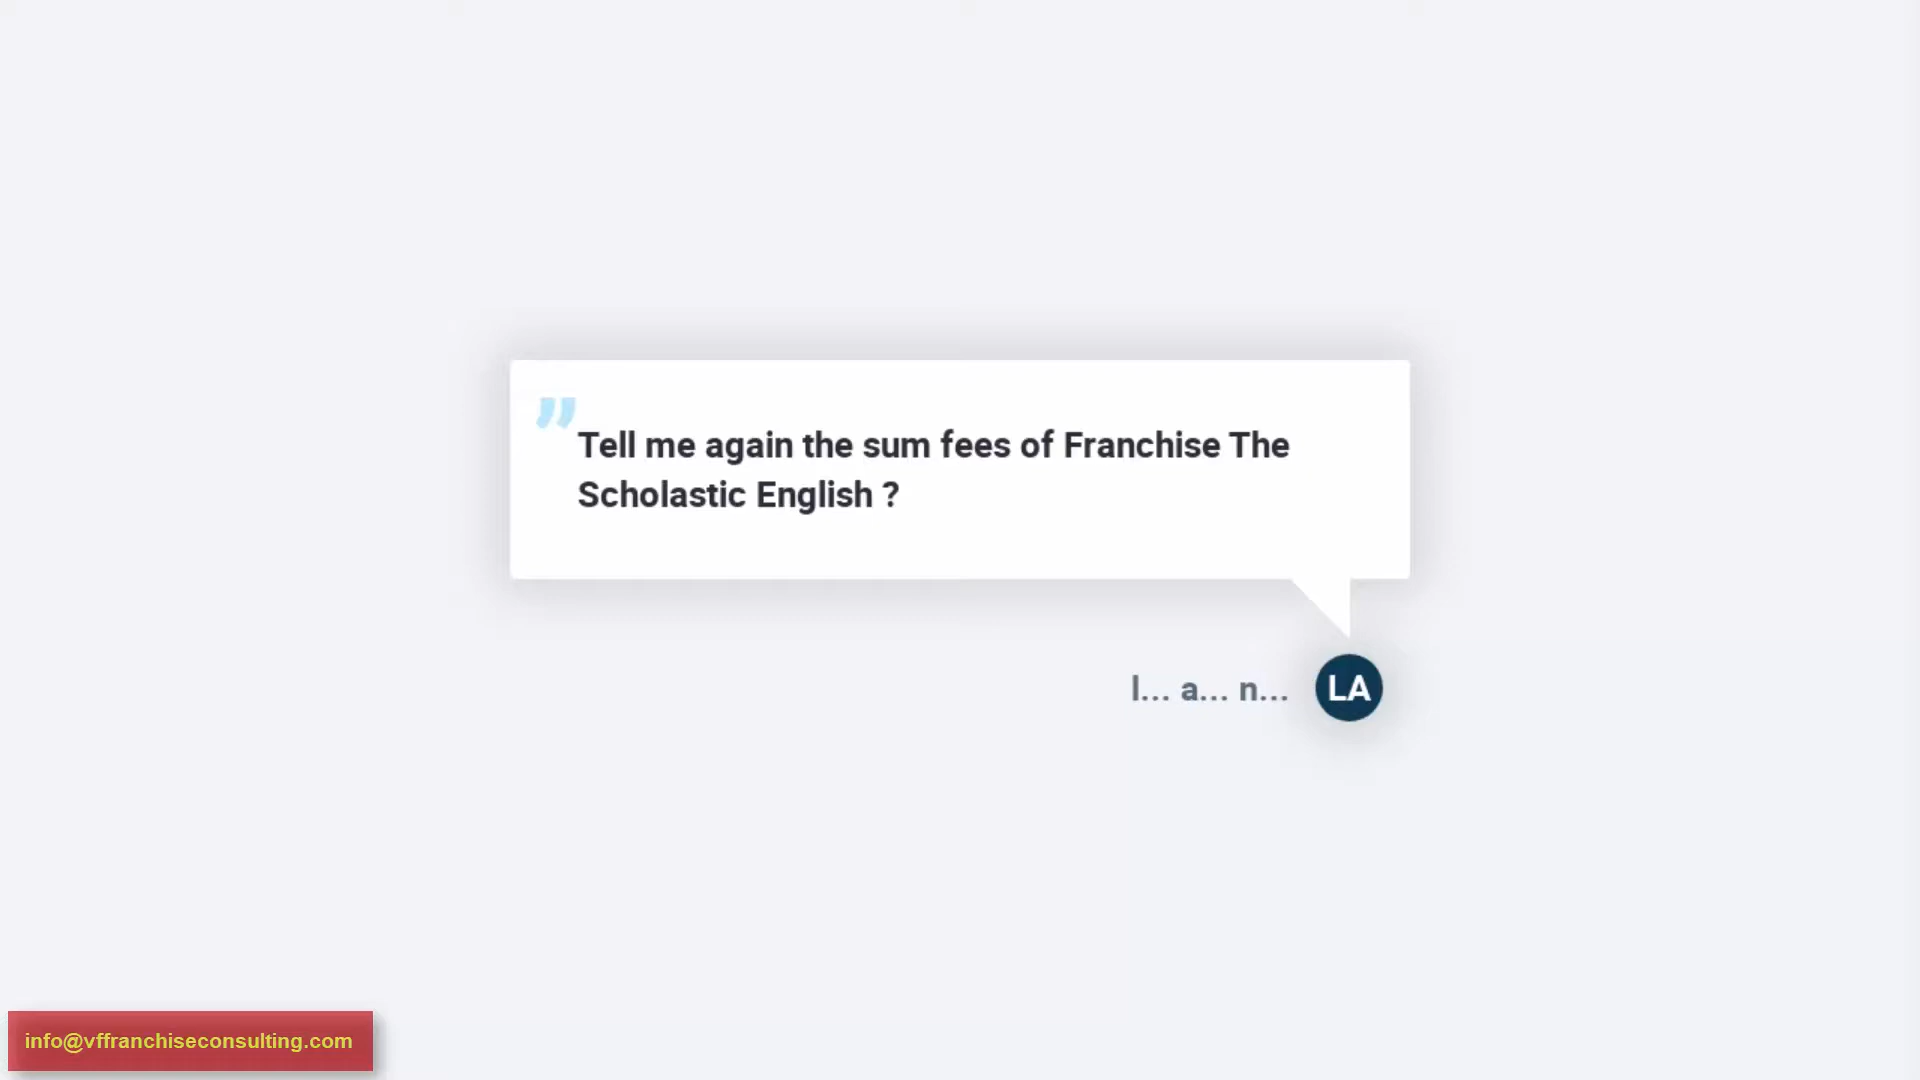 Tell me again the sum fees of Franchise The
Scholastic English ?
l... a... n...
LA
info@vffranchiseconsulting.com